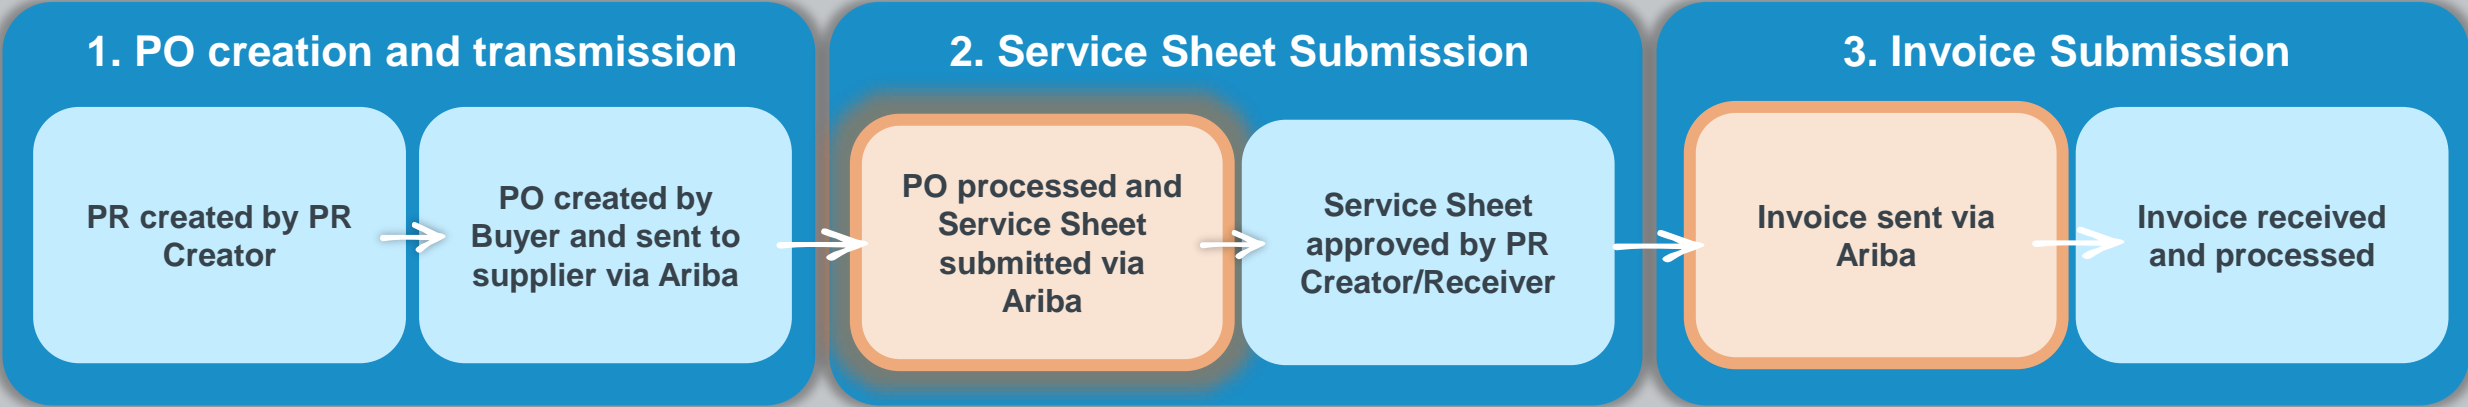 1. PO creation and transmission
PR created by PR
Creator
PO created by
Buyer and sent to
supplier via Ariba
2. Service Sheet Submission
PO processed and
Service Sheet
submitted via
Ariba
Service Sheet
approved by PR
Creator/Receiver
3. Invoice Submission
Invoice sent via
Ariba
Invoice received
and processed